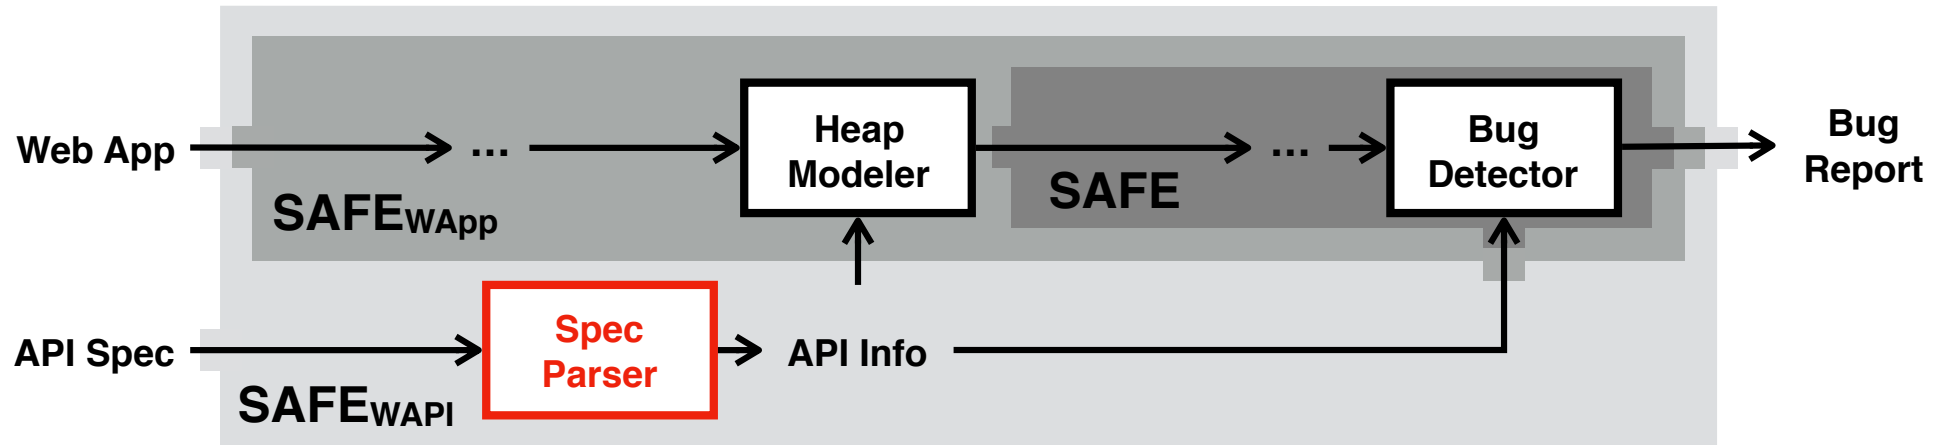 Web App
...
Heap
Modeler
...
Bug
Detector
Bug
Report
SAFEWApp
SAFE
API Spec
Spec
Parser
API Info
SAFEWAPI